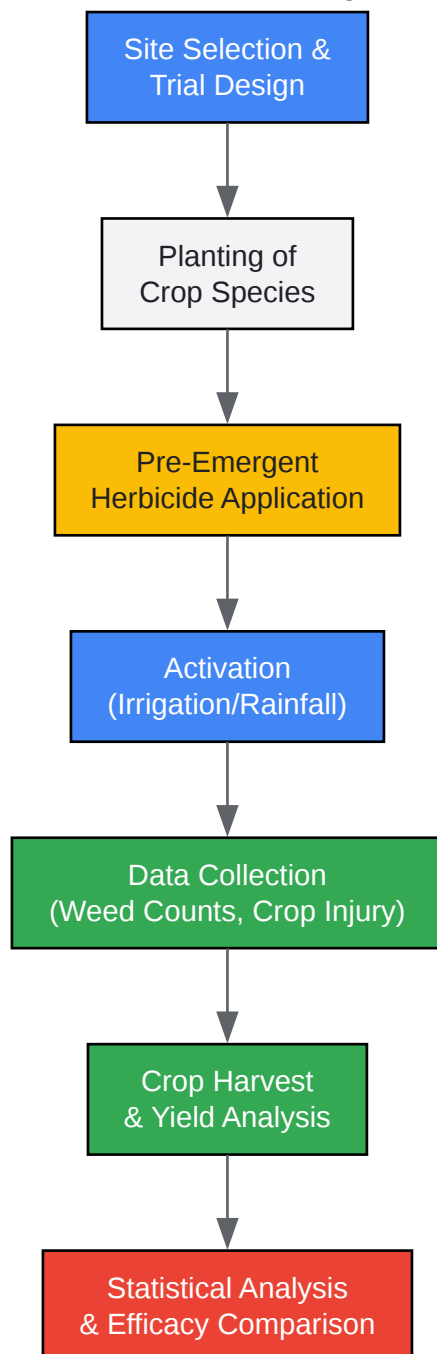 Site Selection &
Trial Design
Planting of
Crop Species
Pre-Emergent
Herbicide Application
Activation
(Irrigation/Rainfall)
Data Collection
(Weed Counts, Crop Injury)
Crop Harvest
& Yield Analysis
Statistical Analysis
& Efficacy Comparison